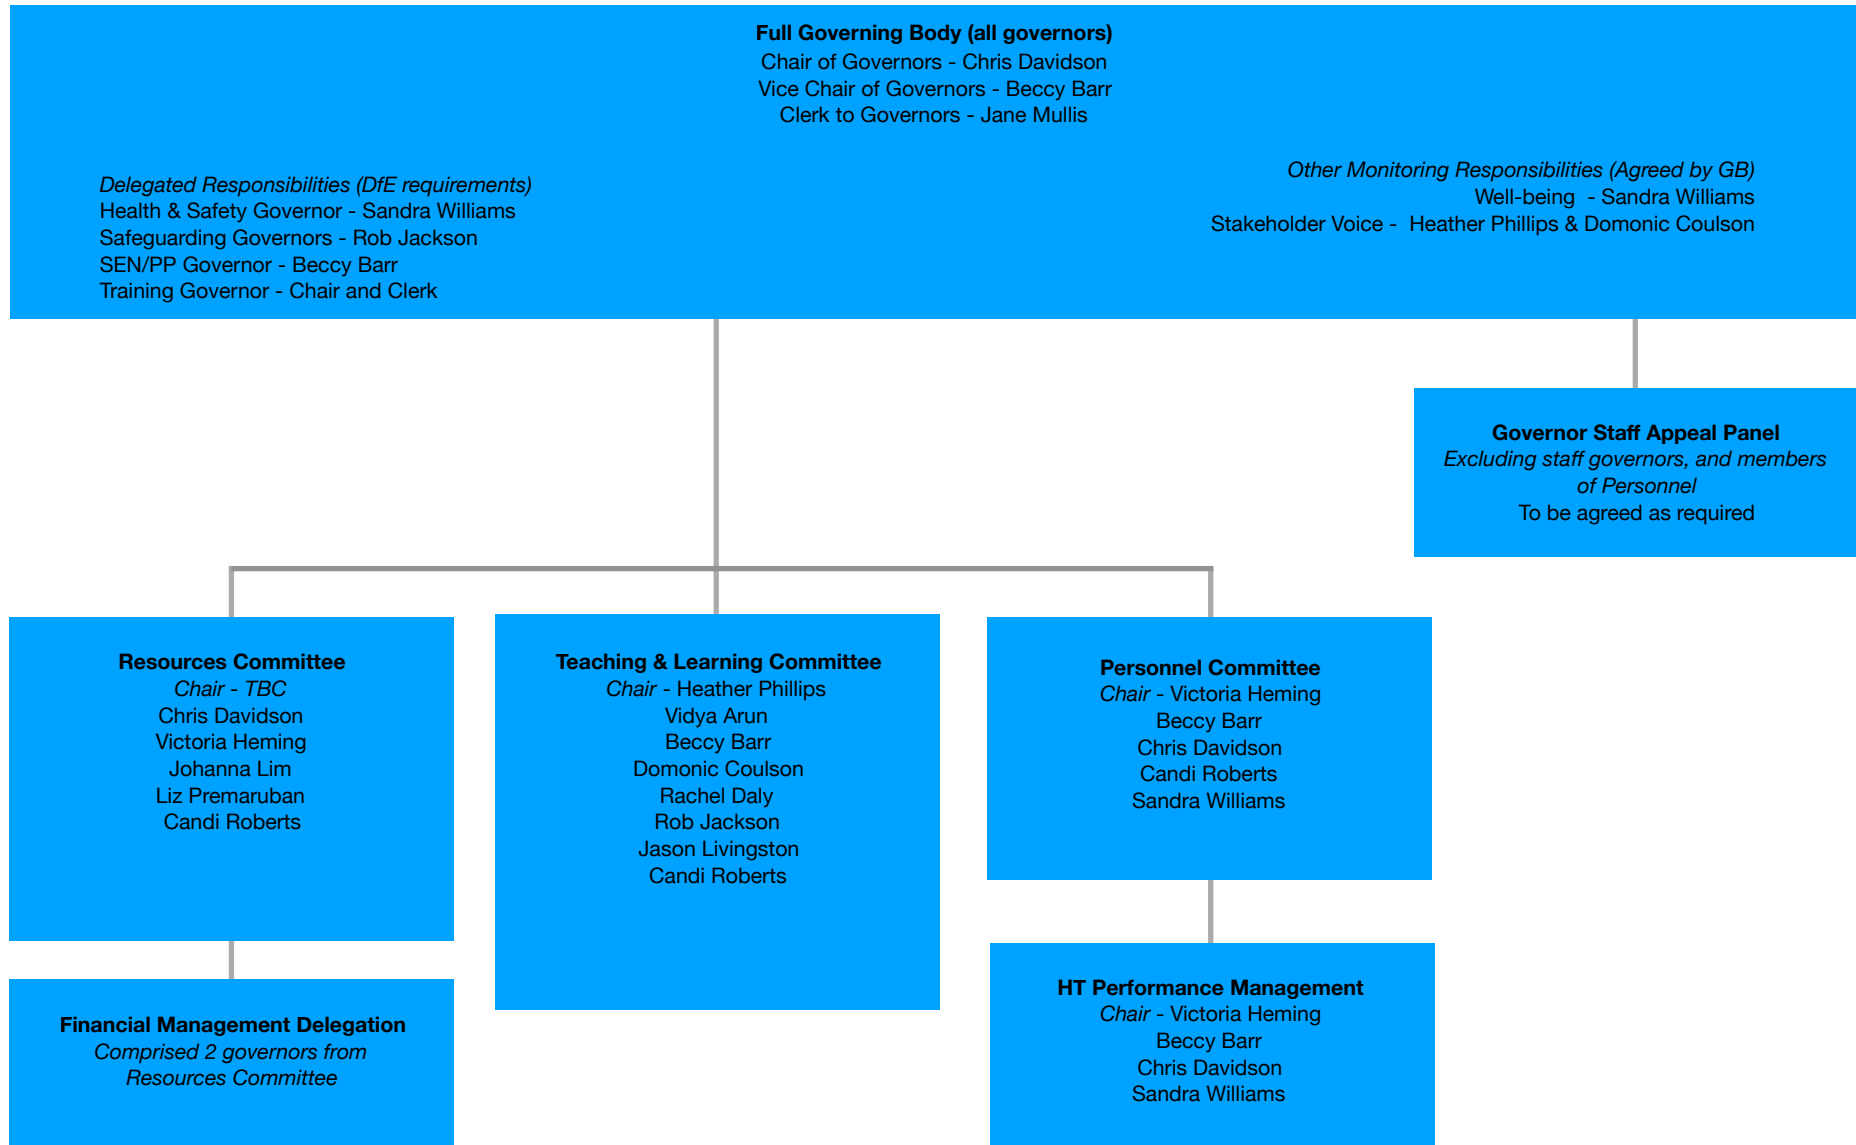 Full Governing Body (all governors)
Chair of Governors - Chris Davidson
Vice Chair of Governors - Beccy Barr
Clerk to Governors - Jane Mullis
Delegated Responsibilities (DfE requirements)
Health & Safety Governor - Sandra Williams
Safeguarding Governors - Rob Jackson
SEN/PP Governor - Beccy Barr
Training Governor - Chair and Clerk
Other Monitoring Responsibilities (Agreed by GB)
Well-being  - Sandra Williams
Stakeholder Voice -  Heather Phillips & Domonic Coulson
Governor Staff Appeal Panel
Excluding staff governors, and members
of Personnel
To be agreed as required
Resources Committee
Chair - TBC
Chris Davidson
Victoria Heming
Johanna Lim
Liz Premaruban
Candi Roberts
Teaching & Learning Committee
Chair - Heather Phillips
Vidya Arun
Beccy Barr
Domonic Coulson
Rachel Daly
Rob Jackson
Jason Livingston
Candi Roberts
Personnel Committee
Chair - Victoria Heming
Beccy Barr
Chris Davidson
Candi Roberts
Sandra Williams
Financial Management Delegation
Comprised 2 governors from
Resources Committee
HT Performance Management
Chair - Victoria Heming
Beccy Barr
Chris Davidson
Sandra Williams